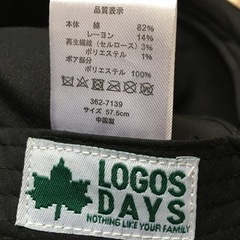 品質表示
本体 綿 82%
レーヨン 14%
再生繊維(セルロース) 3%
ポリエステル 1%
ボア部分
ポリエステル 100%
362-7139
サイズ:57.5cm
中国製
LOGOS
DAYS
NOTHING LIKE YOUR FAMILY